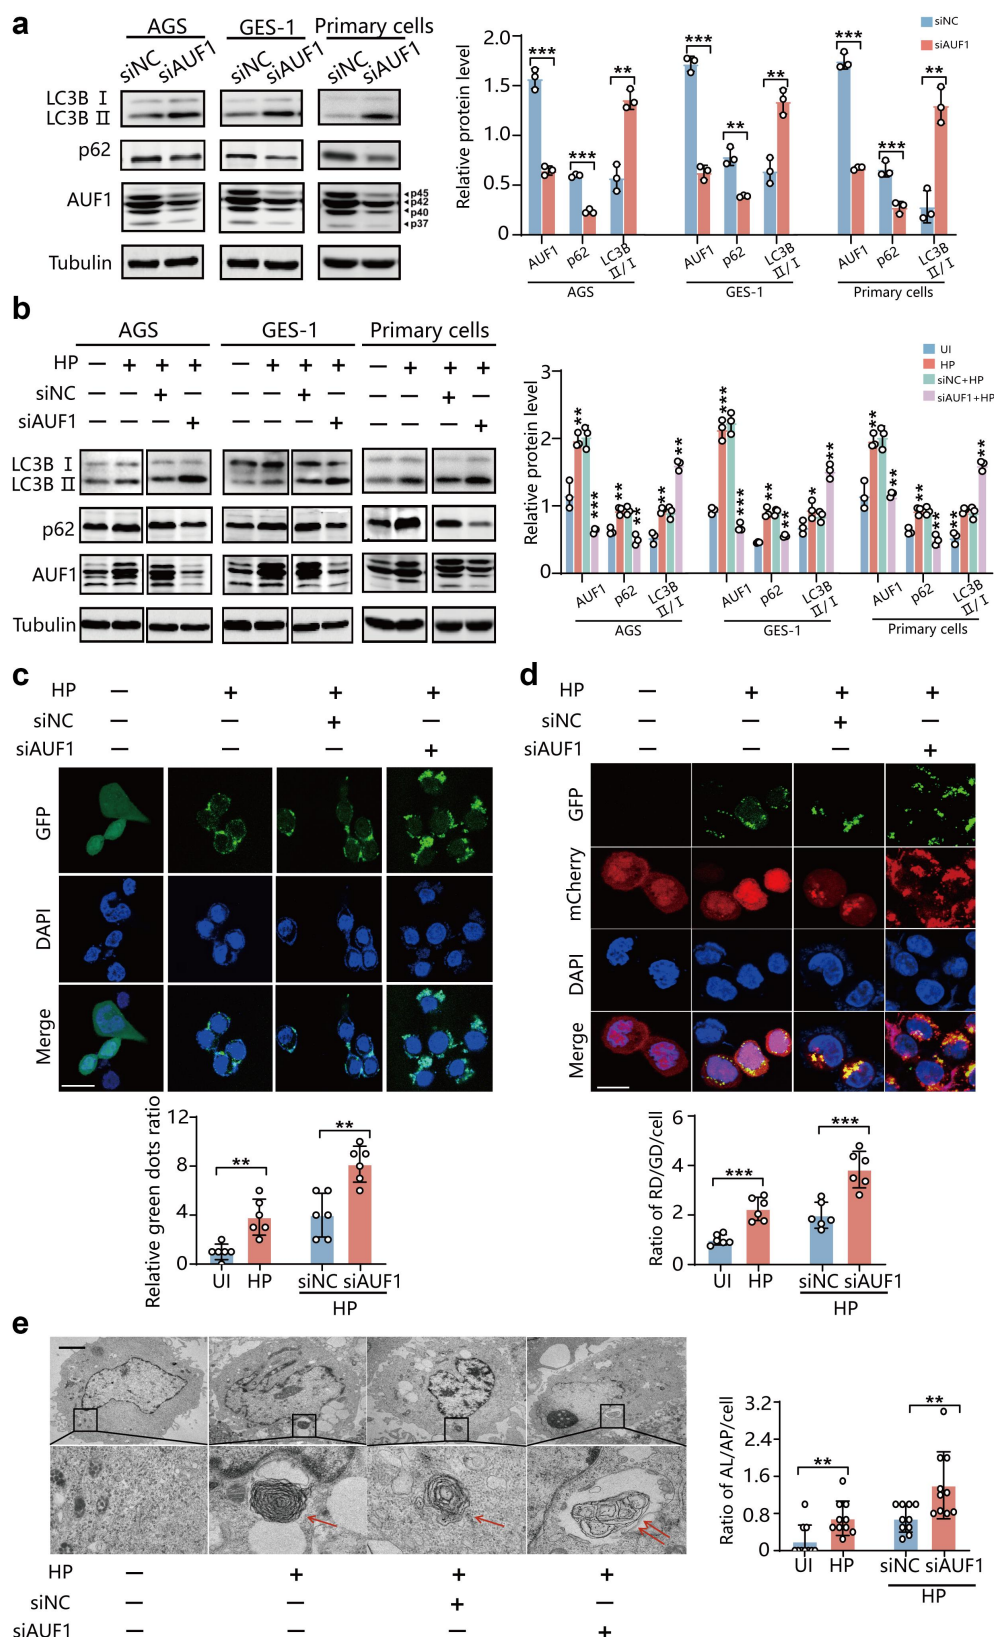 a
AGS GES-1 Primary cells
siNC siAUF1 siNC siAUF1 siNC siAUF1
LC3B I
LC3B II
p62
AUF1
p45
p42
p40
p37
Tubulin
siNC
siAUF1
Relative protein level
2.0
1.5
1.0
0.5
0
*** *** ** *** ** ** *** *** **
AUF1 p62 LC3B II/I AUF1 p62 LC3B II/I AUF1 p62 LC3B II/I
AGS GES-1 Primary cells
b
AGS GES-1 Primary cells
HP — + + + — + + + — + + +
siNC — — + — — — + — — — + —
siAUF1 — — — + — — — + — — — +
LC3B I
LC3B II
p62
AUF1
Tubulin
UI
HP
siNC+HP
siAUF1+HP
Relative protein level
3
2
1
0
** *** ** ** ** ** *** *** ** ** * ** ** ** ** ** ** **
AUF1 p62 LC3B II/I AUF1 p62 LC3B II/I AUF1 p62 LC3B II/I
AGS GES-1 Primary cells
c
HP — + + +
siNC — — + —
siAUF1 — — — +
GFP
DAPI
Merge
Relative green dots ratio
12
8
4
0
** **
UI HP siNC siAUF1
HP
d
HP — + + +
siNC — — + —
siAUF1 — — — +
GFP
mCherry
DAPI
Merge
Ratio of RD/GD/cell
6
4
2
0
*** ***
UI HP siNC siAUF1
HP
e
HP — + + +
siNC — — + —
siAUF1 — — — +
Ratio of AL/AP/cell
3.2
2.4
1.6
0.8
0
** **
UI HP siNC siAUF1
HP